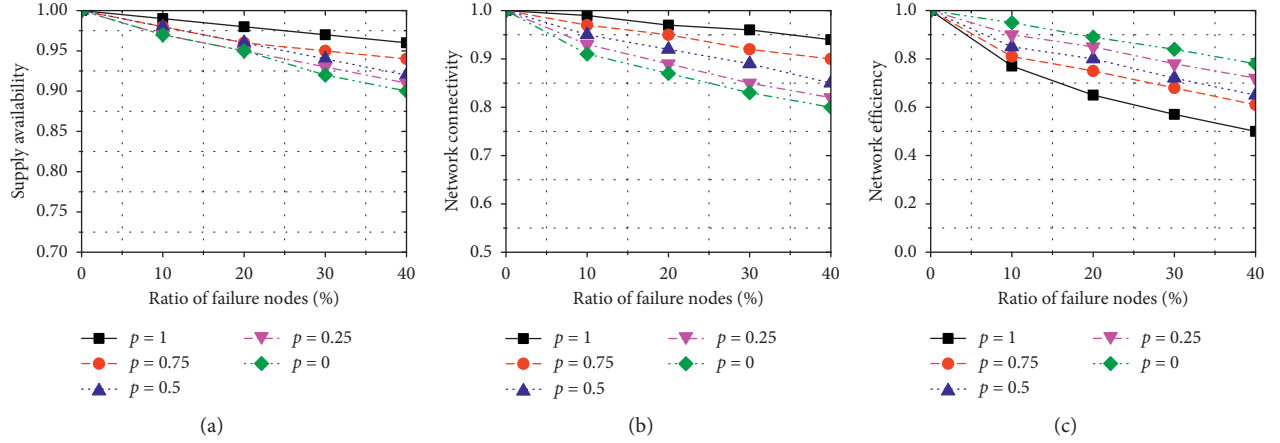 1.00
0.95
0.90
0.85
0.80
0.75
0.70
Supply availability
0 10 20 30 40
Ratio of failure nodes (%)
p = 1
p = 0.75
p = 0.5
p = 0.25
p = 0
(a)
1.0
0.9
0.8
0.7
0.6
0.5
Network connectivity
0 10 20 30 40
Ratio of failure nodes (%)
p = 1
p = 0.75
p = 0.5
p = 0.25
p = 0
(b)
1.0
0.8
0.6
0.4
0.2
0.0
Network efficiency
0 10 20 30 40
Ratio of failure nodes (%)
p = 1
p = 0.75
p = 0.5
p = 0.25
p = 0
(c)